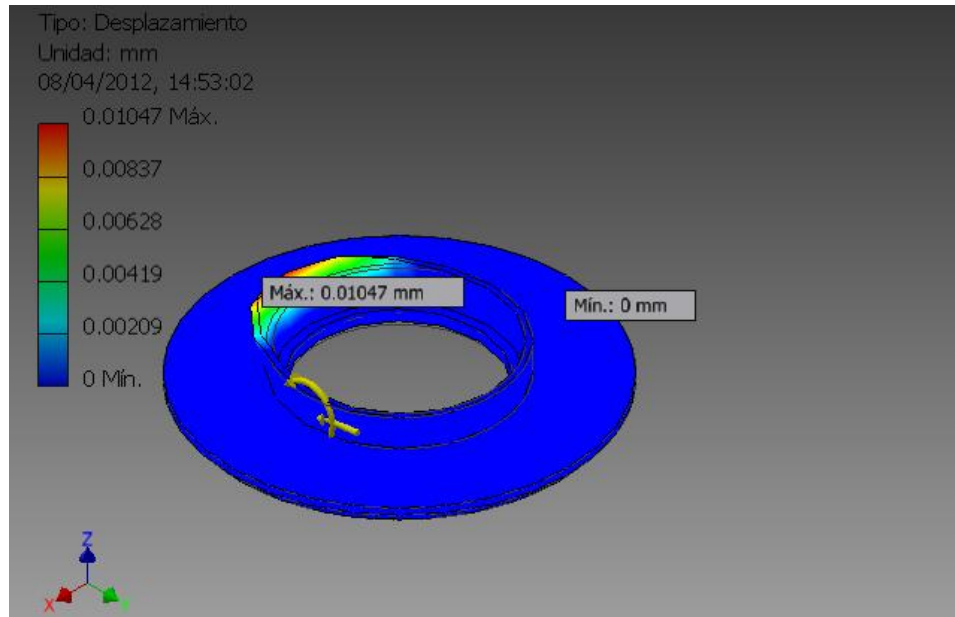 Tipo: Desplazamiento
Unidad: mm
08/04/2012, 14:53:02
0.01047 Máx.
0.00837
0.00628
0.00419
0.00209
0 Mín.
Máx.: 0.01047 mm
Mín.: 0 mm
Z
X
Y